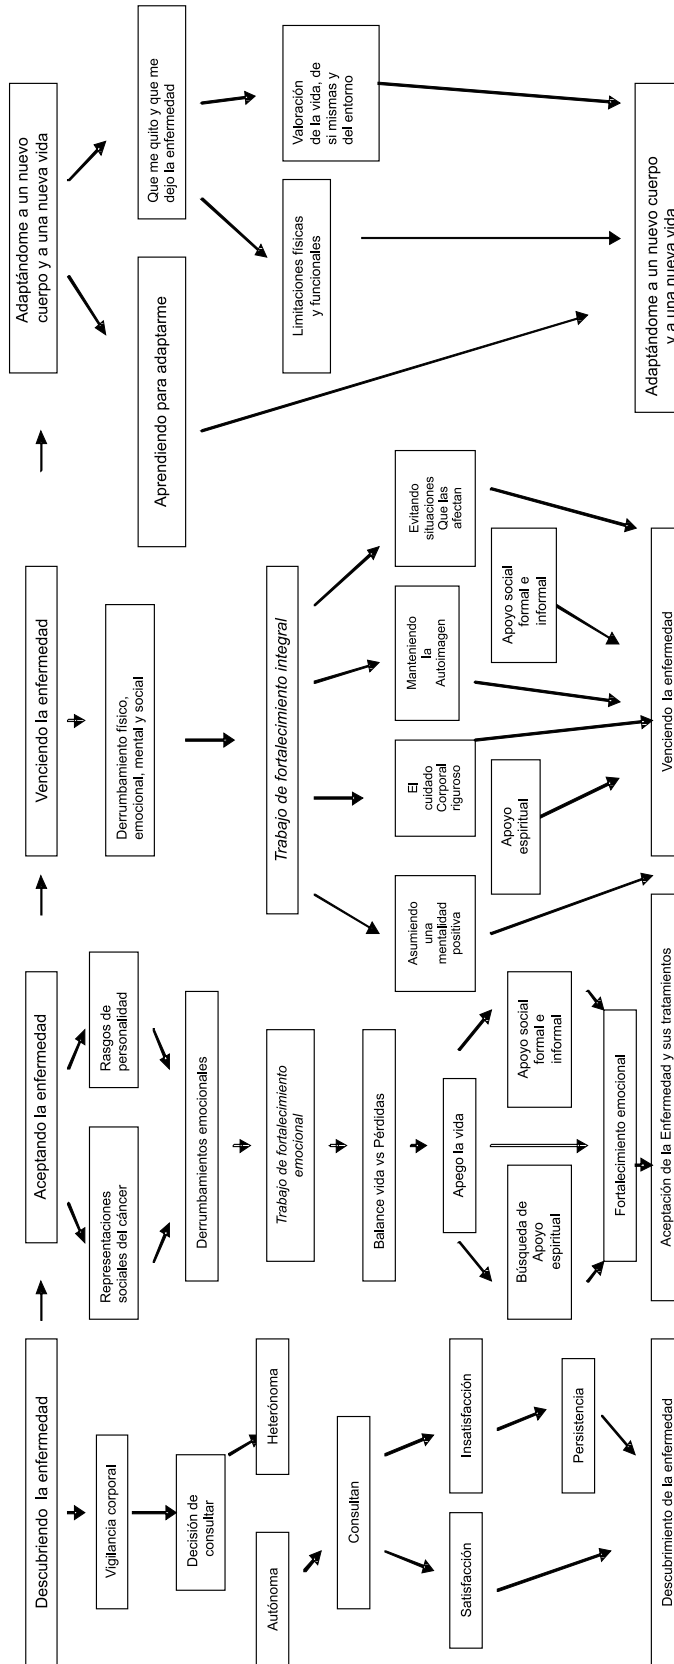 Descubriendo la enfermedad
Vigilancia corporal
Decisión de
consultar
Autónoma
Heterónoma
Consultan
Satisfacción
Insatisfacción
Persistencia
Descubrimiento de la enfermedad
Aceptando la enfermedad
Representaciones
sociales del cáncer
Rasgos de
personalidad
Derrumbamientos emocionales
Trabajo de fortalecimiento
emocional
Balance vida vs Pérdidas
Apego la vida
Búsqueda de
Apoyo
espiritual
Apoyo social
formal e
informal
Fortalecimiento emocional
Aceptación de la Enfermedad y sus tratamientos
Venciendo la enfermedad
Derrumbamiento físico,
emocional, mental y social
Trabajo de fortalecimiento integral
Asumiendo
una
mentalidad
positiva
El
cuidado
Corporal
riguroso
Manteniendo
la
Autoimagen
Evitando
situaciones
Que las
afectan
Apoyo
espiritual
Apoyo social
formal e
informal
Venciendo la enfermedad
Adaptándome a un nuevo
cuerpo y a una nueva vida
Aprendiendo para adaptarme
Que me quito y que me
dejo la enfermedad
Limitaciones físicas
y funcionales
Valoración
de la vida, de
si mismas y
del entorno
Adaptándome a un nuevo cuerpo
y a una nueva vida